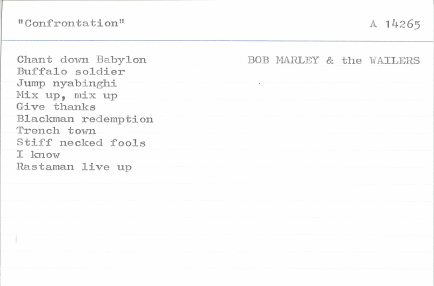 "Confrontation" A 14265
Chant down Babylon BOB MARLEY & the WAILERS
Buffalo soldier
Jump nyabinghi
Mix up, mix up
Give thanks
Blackman redemption
Trench town
Stiff necked fools
I know
Rastaman live up